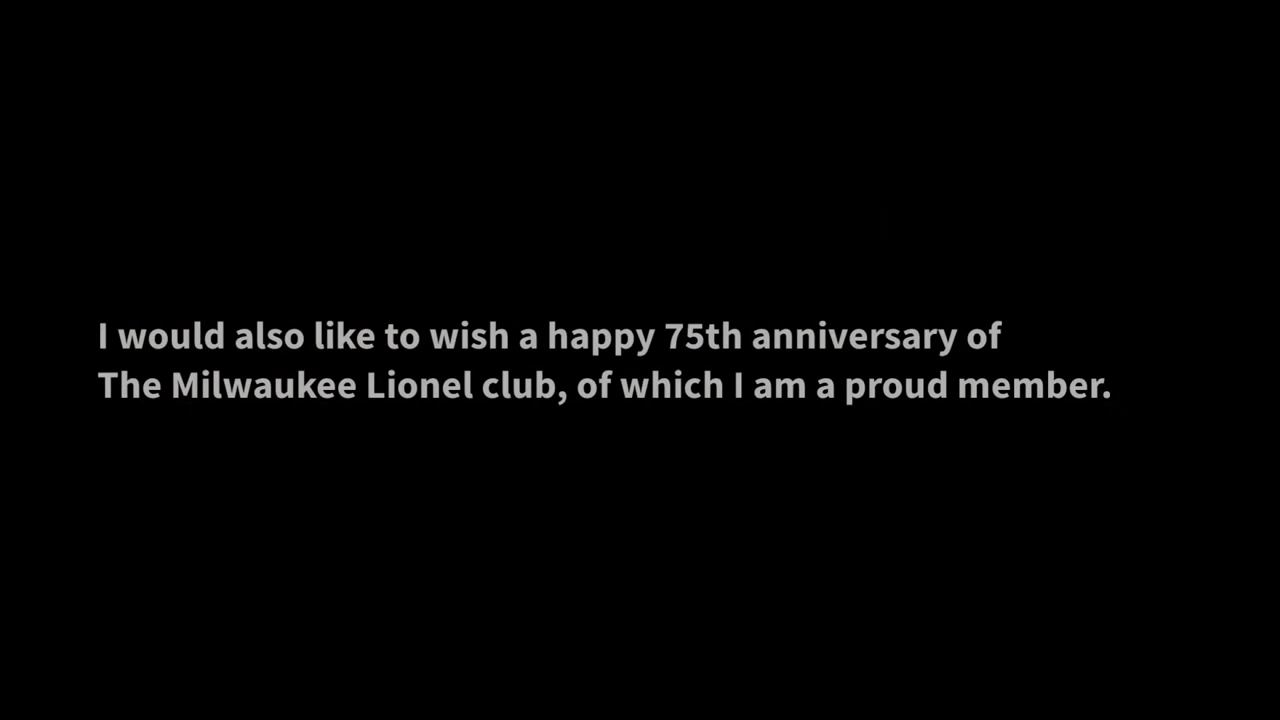 I would also like to wish a happy 75th anniversary of
The Milwaukee Lionel club, of which I am a proud member.